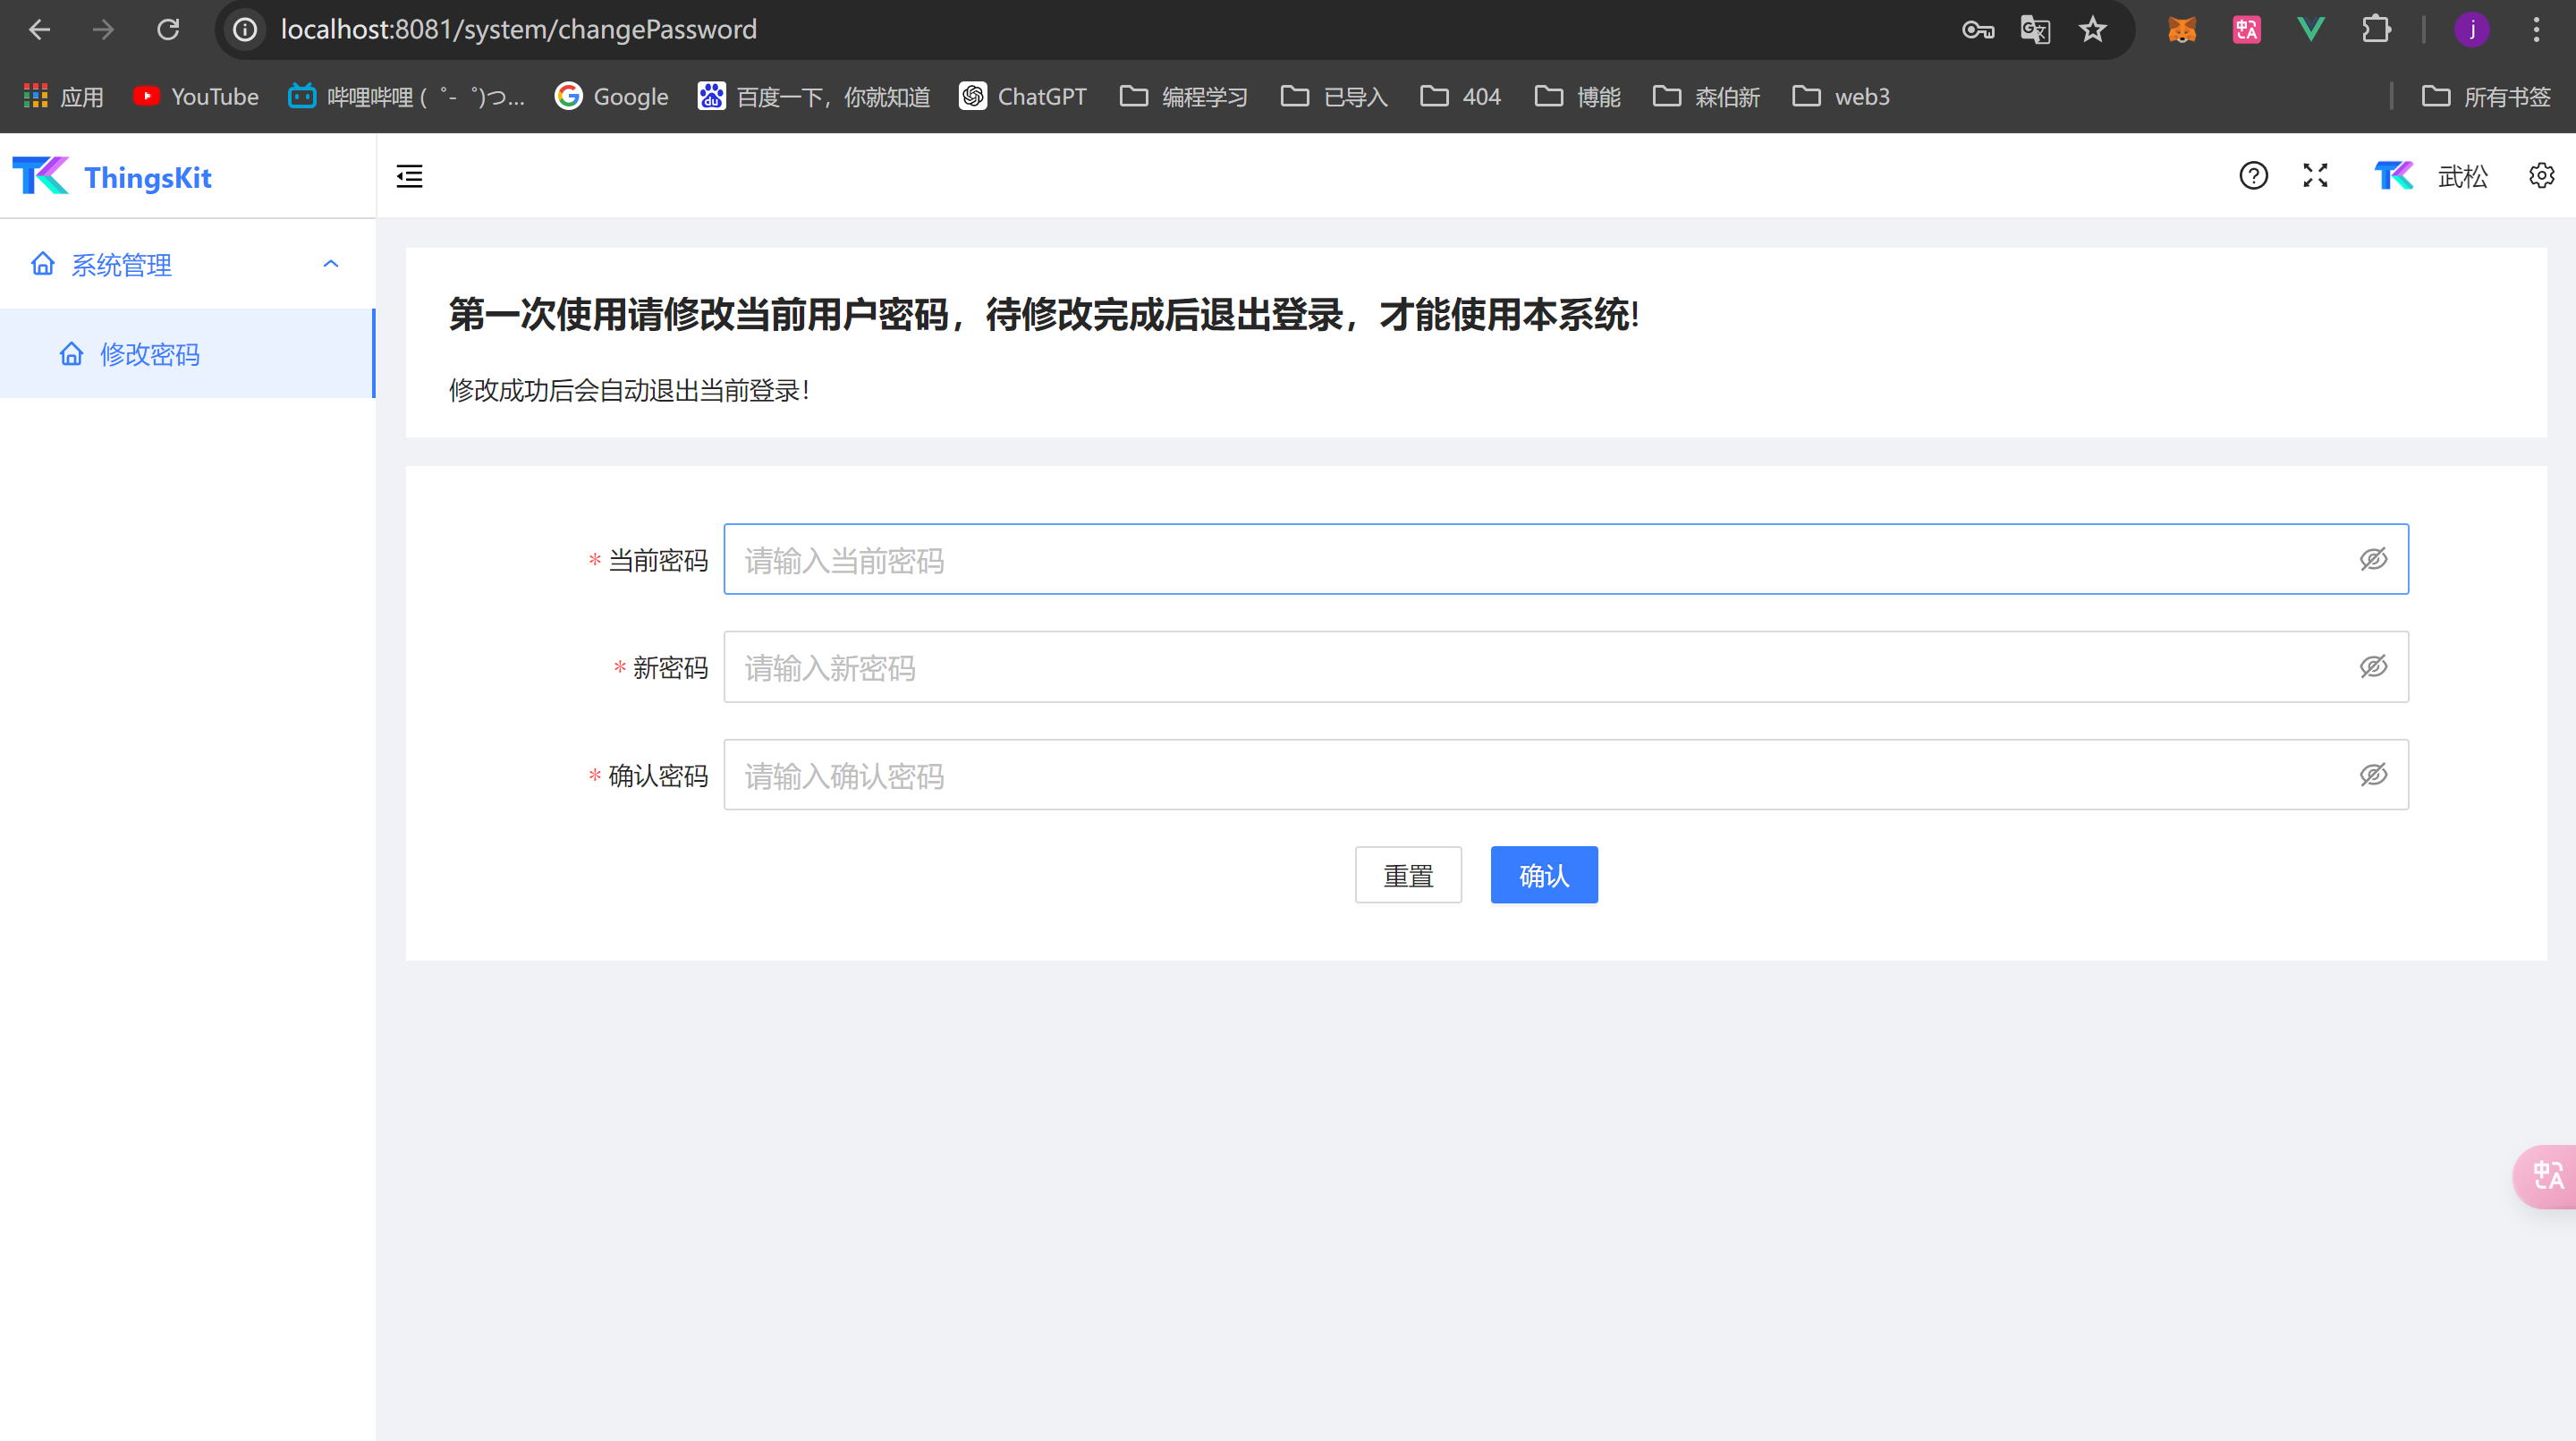 localhost:8081/system/changePassword
j
应用 YouTube 哔哩哔哩 (゜-゜)つ... Google 百度一下，你就知道 ChatGPT 编程学习 已导入 404 博能 森伯新 web3 所有书签
ThingsKit
武松
系统管理
修改密码
第一次使用请修改当前用户密码，待修改完成后退出登录，才能使用本系统!
修改成功后会自动退出当前登录！
* 当前密码 请输入当前密码
* 新密码 请输入新密码
* 确认密码 请输入确认密码
重置 确认